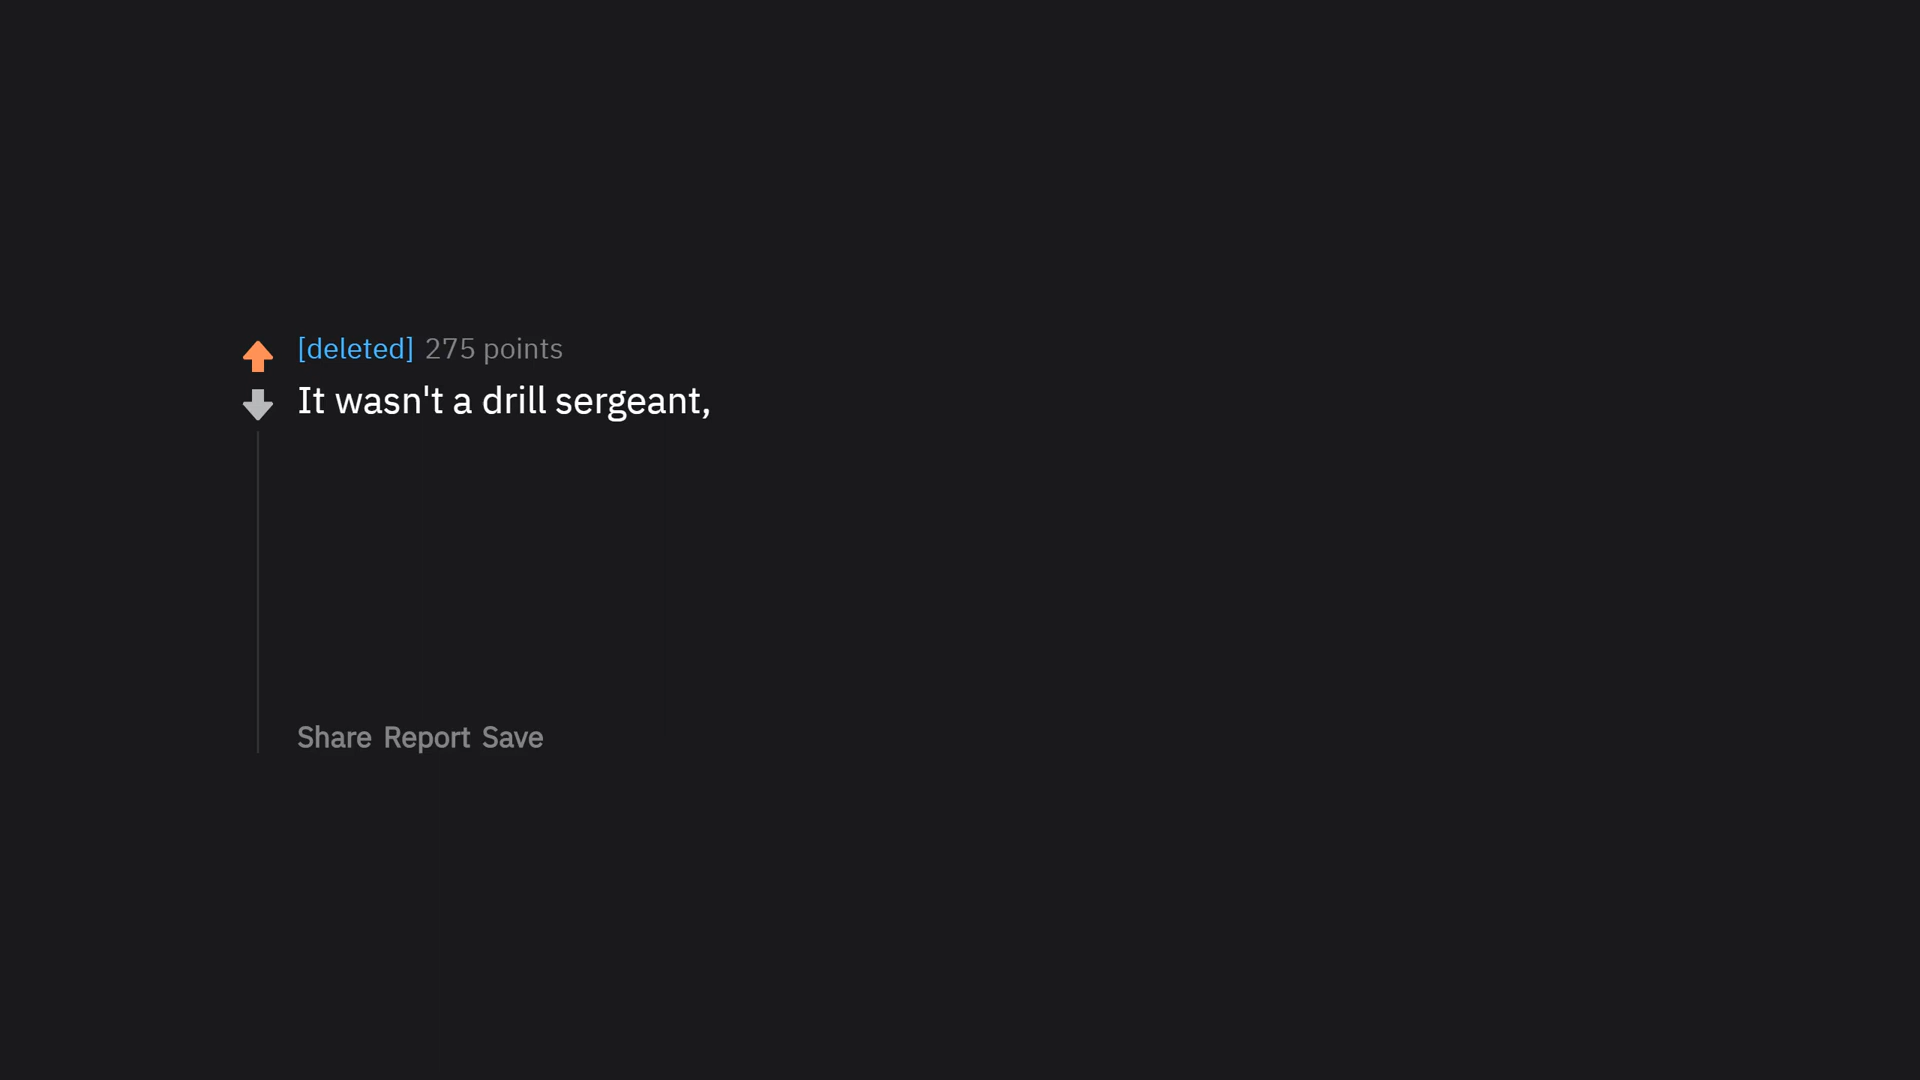 [deleted] 275 points
It wasn't a drill sergeant,
Share Report Save